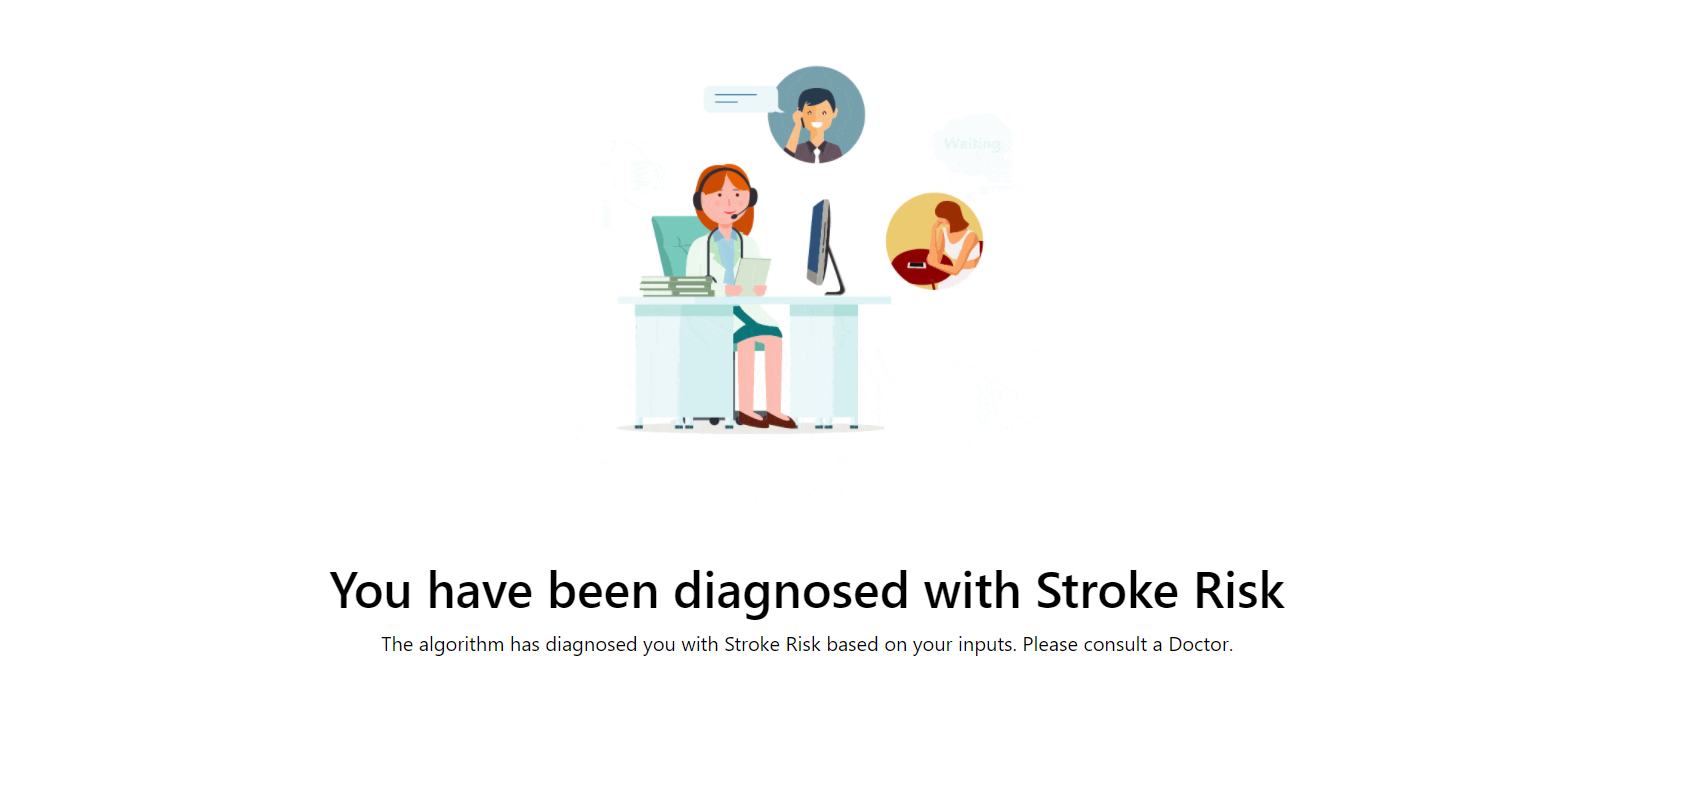 Waiting
You have been diagnosed with Stroke Risk
The algorithm has diagnosed you with Stroke Risk based on your inputs. Please consult a Doctor.